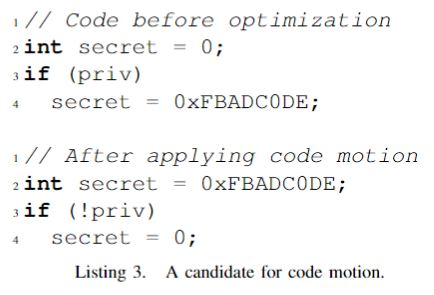 1 // Code before optimization
2 int secret = 0;
3 if (priv)
4 secret = 0xFBADC0DE;
1 // After applying code motion
2 int secret = 0xFBADC0DE;
3 if (!priv)
4 secret = 0;
Listing 3. A candidate for code motion.